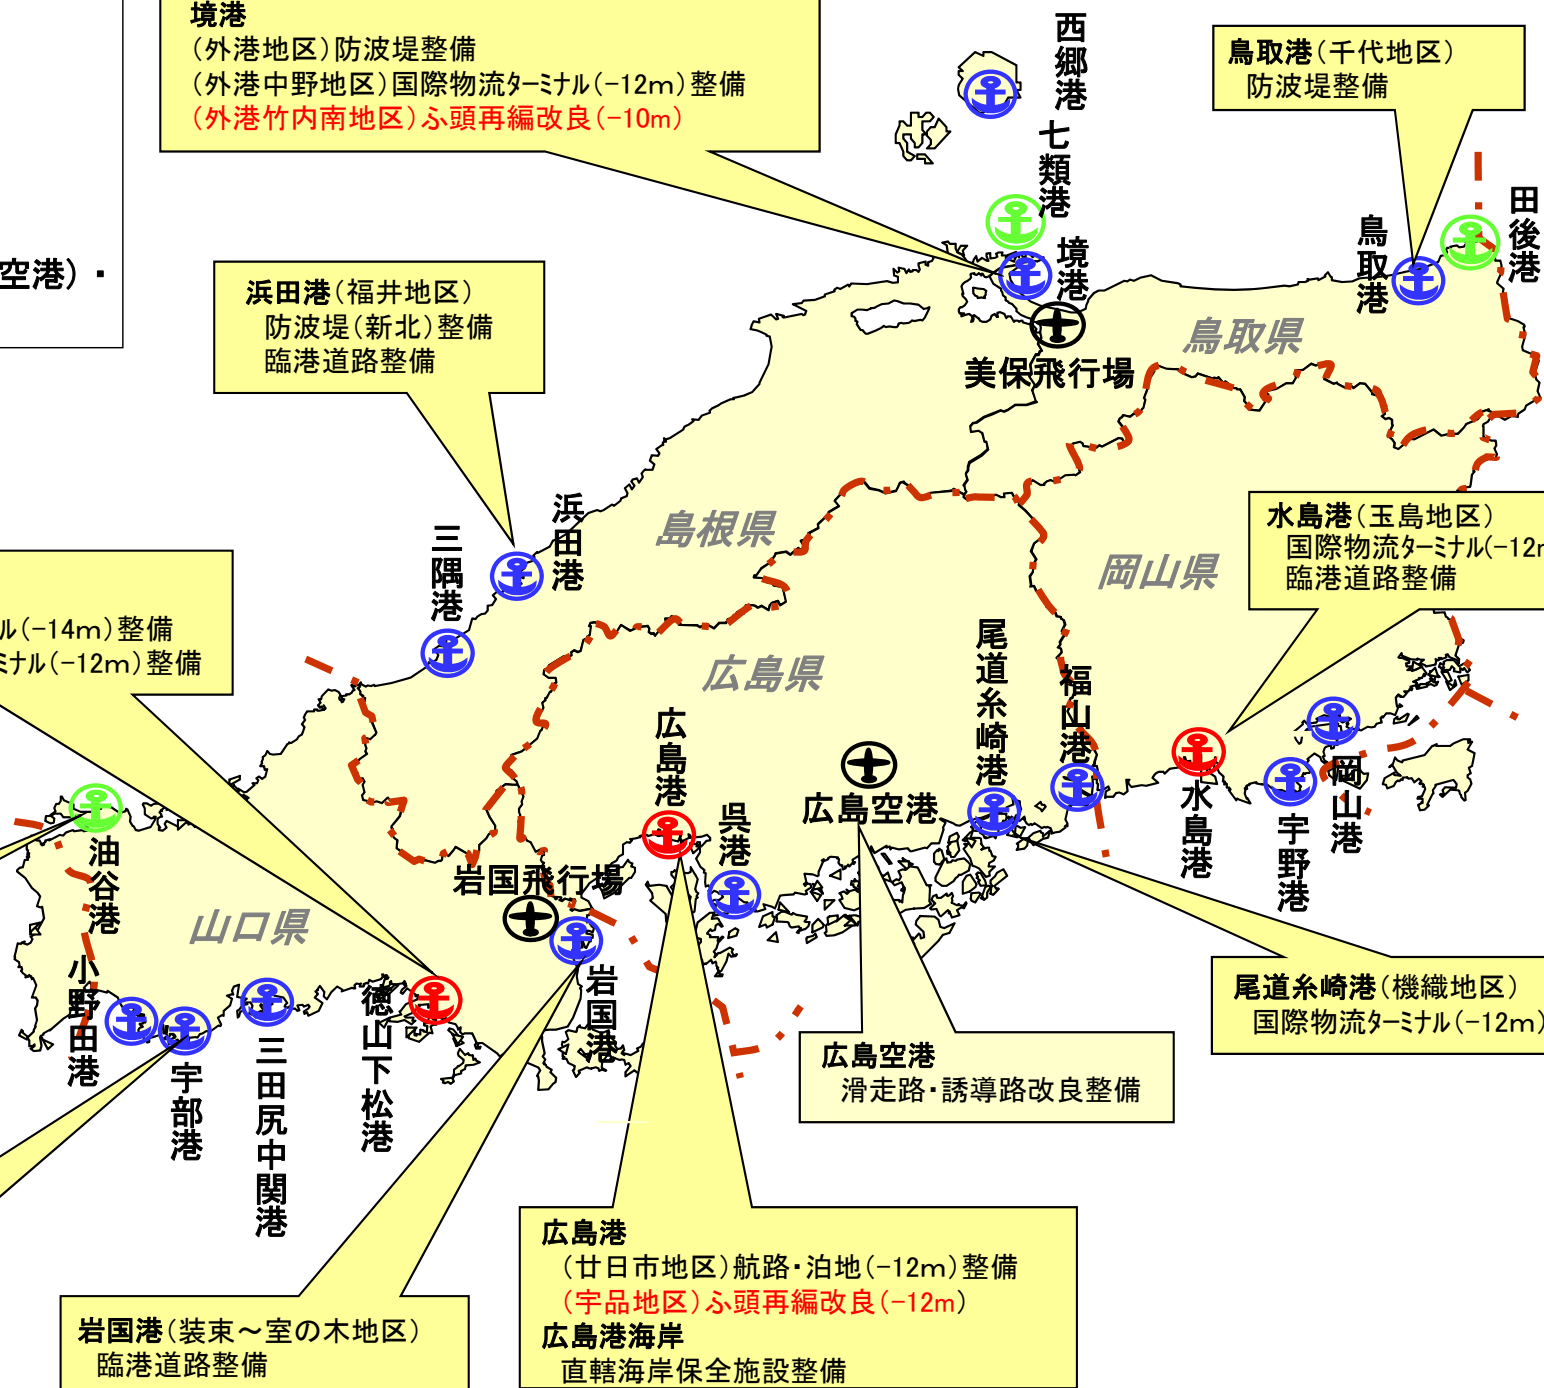 境港
(外港地区)防波堤整備
(外港中野地区)国際物流ターミナル(-12m)整備
(外港竹内南地区)ふ頭再編改良(-10m)
西郷港
鳥取港(千代地区)
防波堤整備
七類港
田後港
鳥取港
境港
空港)・
浜田港(福井地区)
防波堤(新北)整備
臨港道路整備
鳥取県
美保飛行場
浜田港
三隅港
島根県
岡山県
水島港(玉島地区)
国際物流ターミナル(-12m
臨港道路整備
ル(-14m)整備
ミナル(-12m)整備
広島県
尾道糸崎港
福山港
広島港
広島空港
呉港
水島港
宇野港
岡山港
油谷港
岩国飛行場
山口県
小野田港
宇部港
三田尻中関港
徳山下松港
岩国港
尾道糸崎港(機織地区)
国際物流ターミナル(-12m)
広島空港
滑走路・誘導路改良整備
広島港
(廿日市地区)航路・泊地(-12m)整備
(宇品地区)ふ頭再編改良(-12m)
広島港海岸
直轄海岸保全施設整備
岩国港(装束～室の木地区)
臨港道路整備